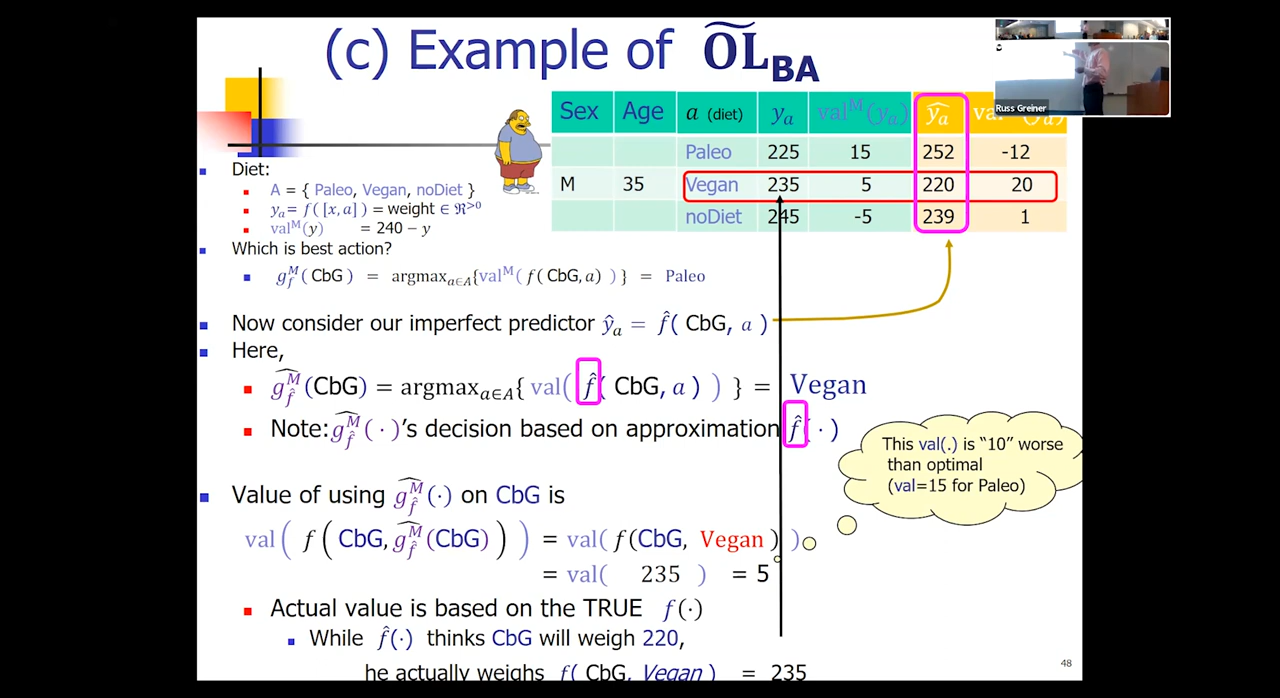 (c) Example of O͠L_BA
Russ Greiner
Sex Age a (diet) y_a val^M(y_a) ŷ_a
Paleo 225 15 252 -12
M 35 Vegan 235 5 220 20
noDiet 245 -5 239 1
Diet:
A = { Paleo, Vegan, noDiet }
y_a = f([x, a]) = weight ∈ ℜ^>0
val^M(y) = 240 − y
Which is best action?
g_f^M(CbG) = argmax_a∈A{val^M( f(CbG, a) ) } = Paleo
Now consider our imperfect predictor ŷ_a = f̂( CbG, a )
Here,
ĝ_f̂^M(CbG) = argmax_a∈A{ val( f̂( CbG, a ) ) } = Vegan
Note: ĝ_f̂^M(·)'s decision based on approximation f̂(·)
This val(.) is "10" worse
than optimal
(val=15 for Paleo)
Value of using ĝ_f̂^M(·) on CbG is
val( f( CbG, ĝ_f̂^M(CbG) ) ) = val( f(CbG, Vegan ) )
= val( 235 ) = 5
Actual value is based on the TRUE f(·)
While f̂(·) thinks CbG will weigh 220,
he actually weighs f( CbG, Vegan ) = 235
48